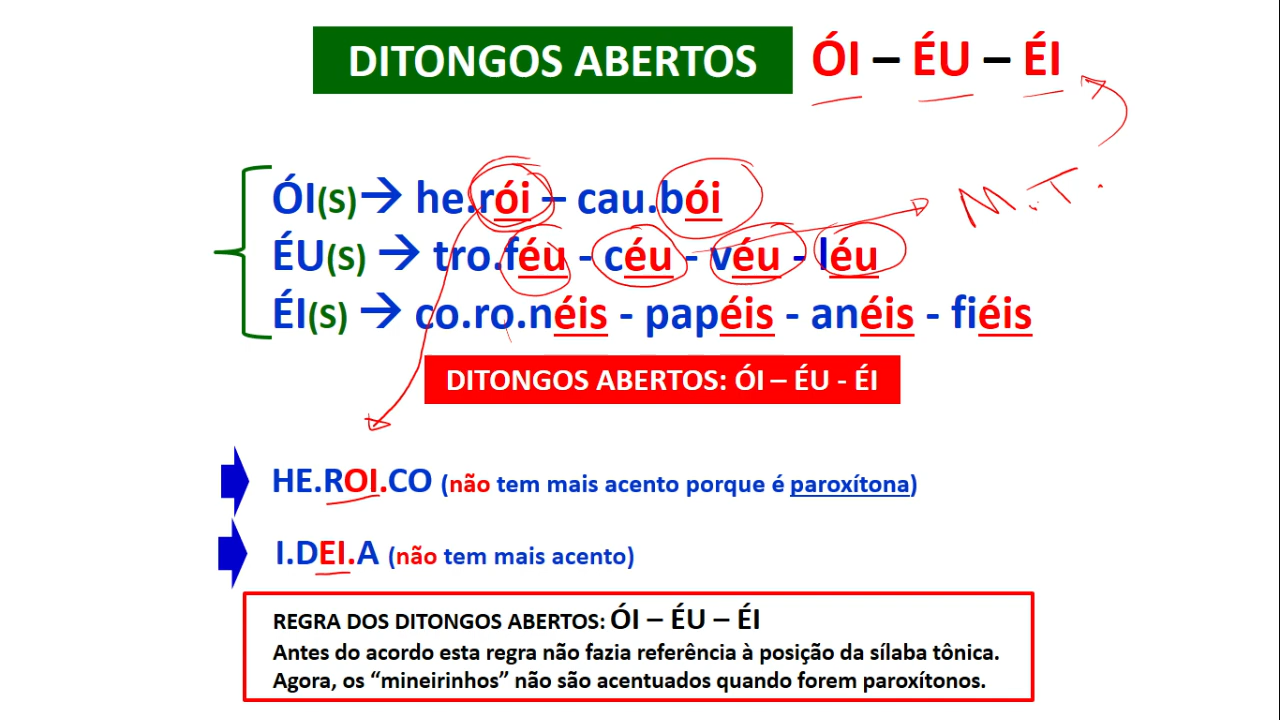 DITONGOS ABERTOS ÓI – ÉU – ÉI
ÓI(S)→ he.rói – cau.bói
M.T.
ÉU(S) → tro.féu - céu - véu - léu
ÉI(S) → co.ro.néis - papéis - anéis - fiéis
DITONGOS ABERTOS: ÓI – ÉU - ÉI
HE.ROI.CO (não tem mais acento porque é paroxítona)
I.DEI.A (não tem mais acento)
REGRA DOS DITONGOS ABERTOS: ÓI – ÉU – ÉI
Antes do acordo esta regra não fazia referência à posição da sílaba tônica.
Agora, os “mineirinhos” não são acentuados quando forem paroxítonos.